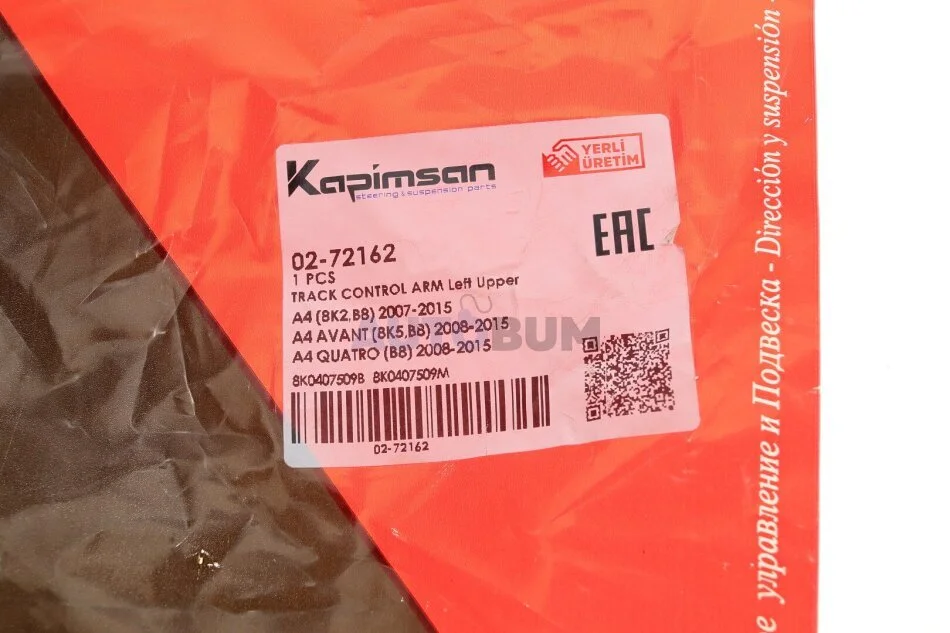 Kapimsan
steering & suspension parts
YERLİ
ÜRETİM
EAC
02-72162
1 PCS
TRACK CONTROL ARM Left Upper
A4 (8K2,B8) 2007-2015
A4 AVANT (8K5,B8) 2008-2015
A4 QUATRO (B8) 2008-2015
8K0407509B 8K0407509M
02-72162
AUTOBUM
е управление и Подвеска - Dirección y suspensión -